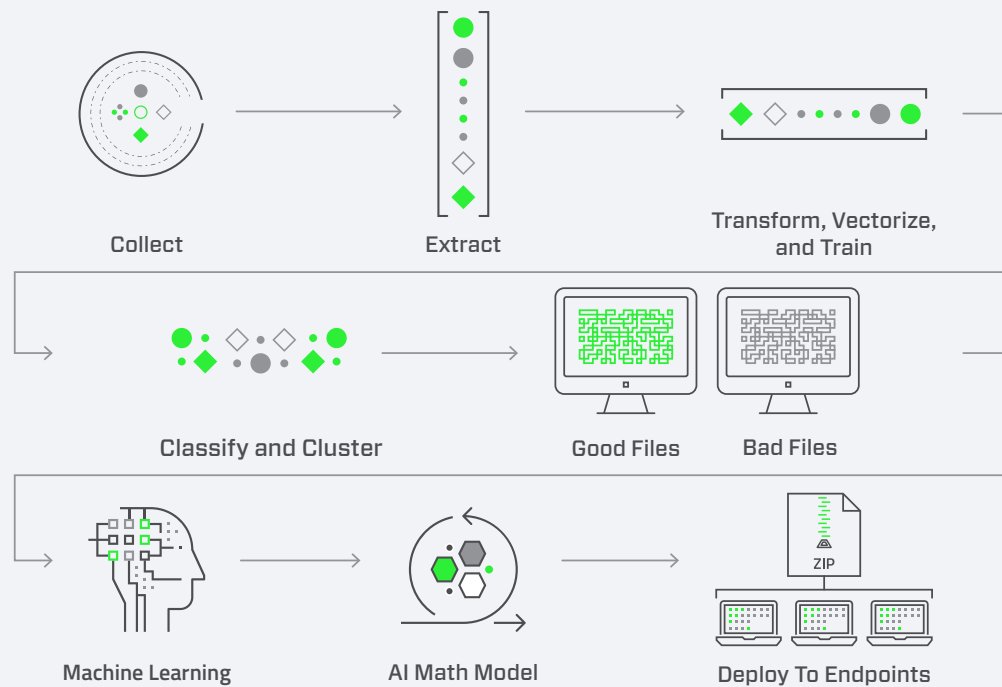 Collect
Extract
Transform, Vectorize,
and Train
Classify and Cluster
Good Files
Bad Files
ZIP
Machine Learning
AI Math Model
Deploy To Endpoints